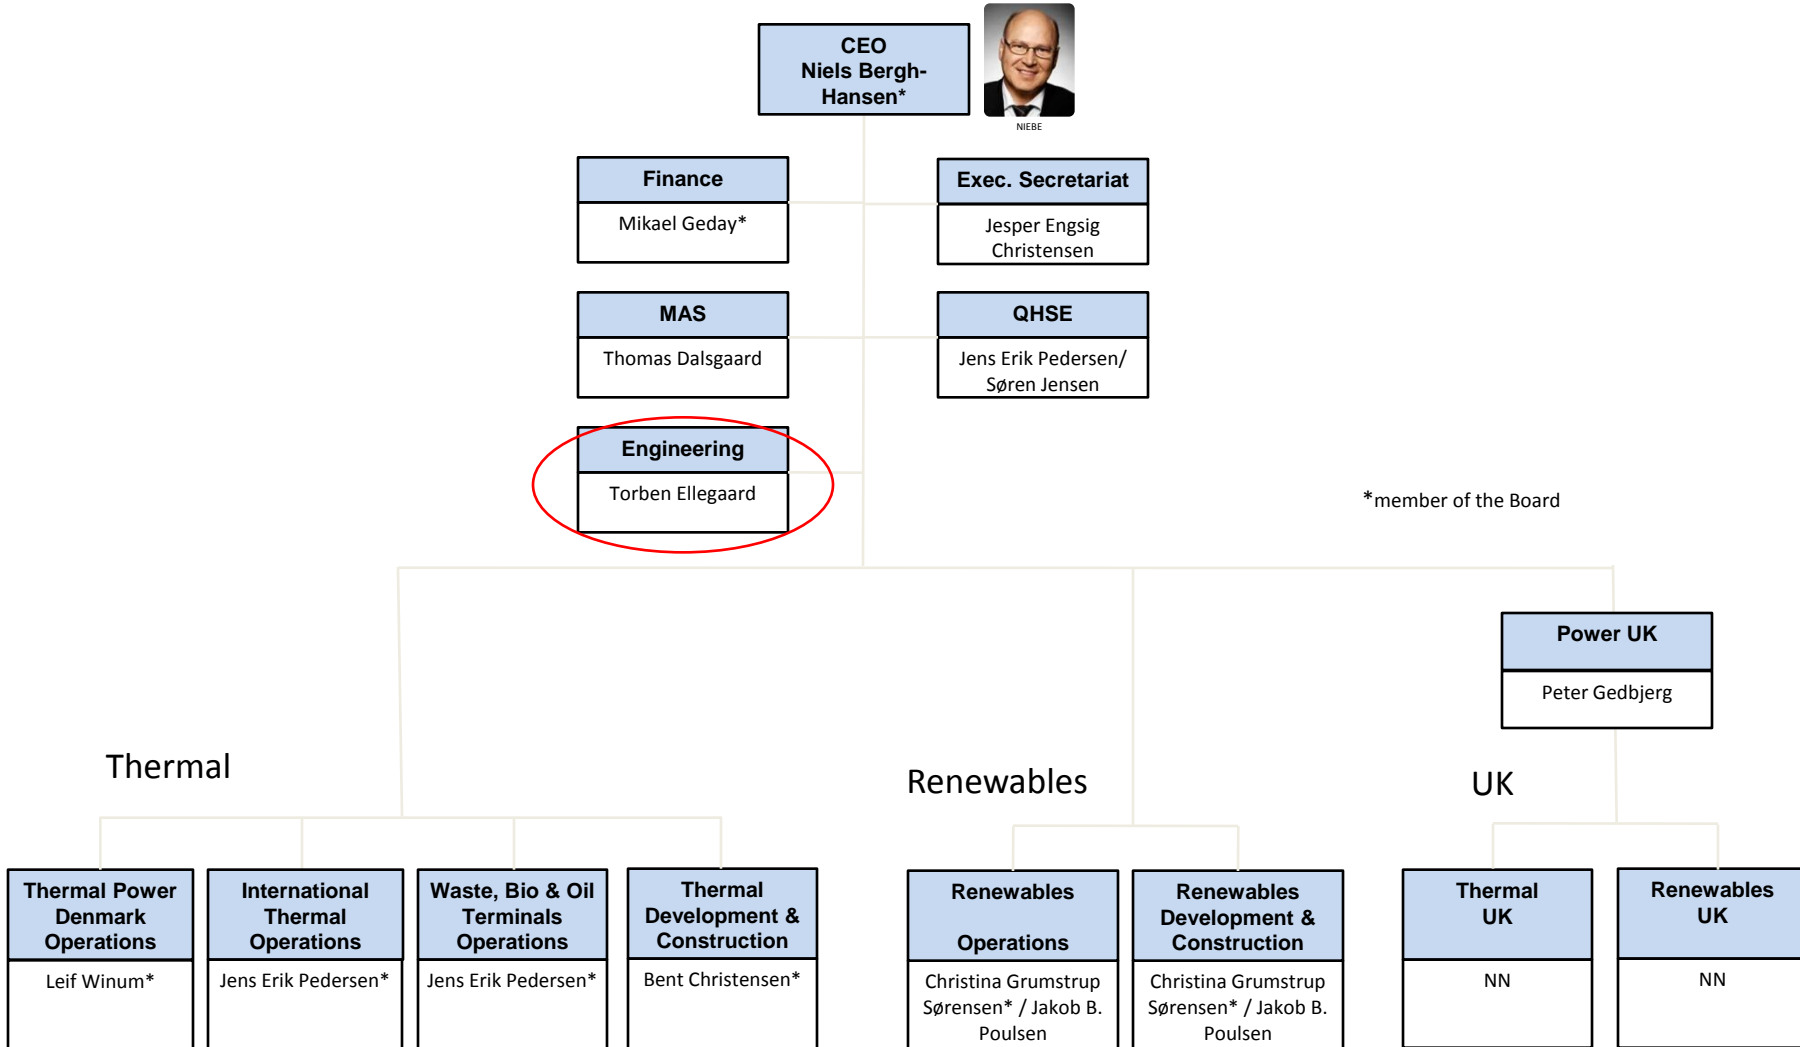 CEO
Niels Bergh-
Hansen*
NIEBE
Finance
Mikael Geday*
Exec. Secretariat
Jesper Engsig
Christensen
MAS
Thomas Dalsgaard
QHSE
Jens Erik Pedersen/
Søren Jensen
Engineering
Torben Ellegaard
*member of the Board
Power UK
Peter Gedbjerg
Thermal
Renewables
UK
Thermal Power
Denmark
Operations
Leif Winum*
International
Thermal
Operations
Jens Erik Pedersen*
Waste, Bio & Oil
Terminals
Operations
Jens Erik Pedersen*
Thermal
Development &
Construction
Bent Christensen*
Renewables
Operations
Christina Grumstrup
Sørensen* / Jakob B.
Poulsen
Renewables
Development &
Construction
Christina Grumstrup
Sørensen* / Jakob B.
Poulsen
Thermal
UK
NN
Renewables
UK
NN